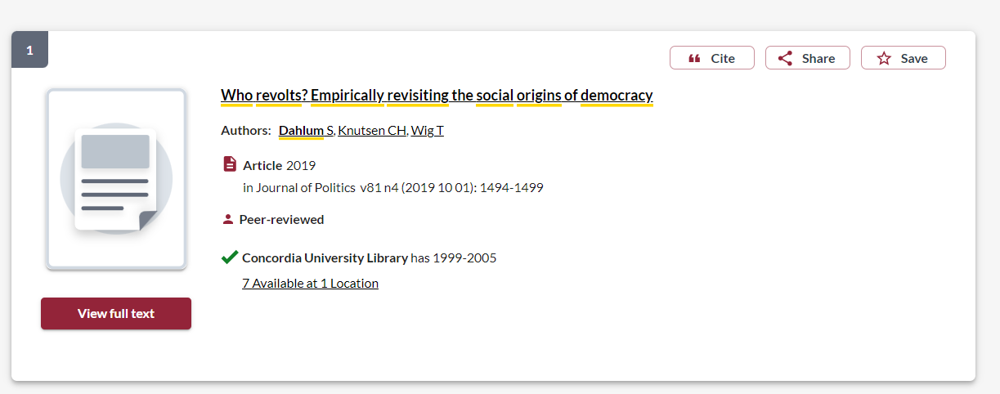 1
Cite
Share
Save
Who revolts? Empirically revisiting the social origins of democracy
Authors: Dahlum S, Knutsen CH, Wig T
Article 2019
in Journal of Politics v81 n4 (2019 10 01): 1494-1499
Peer-reviewed
Concordia University Library has 1999-2005
7 Available at 1 Location
View full text